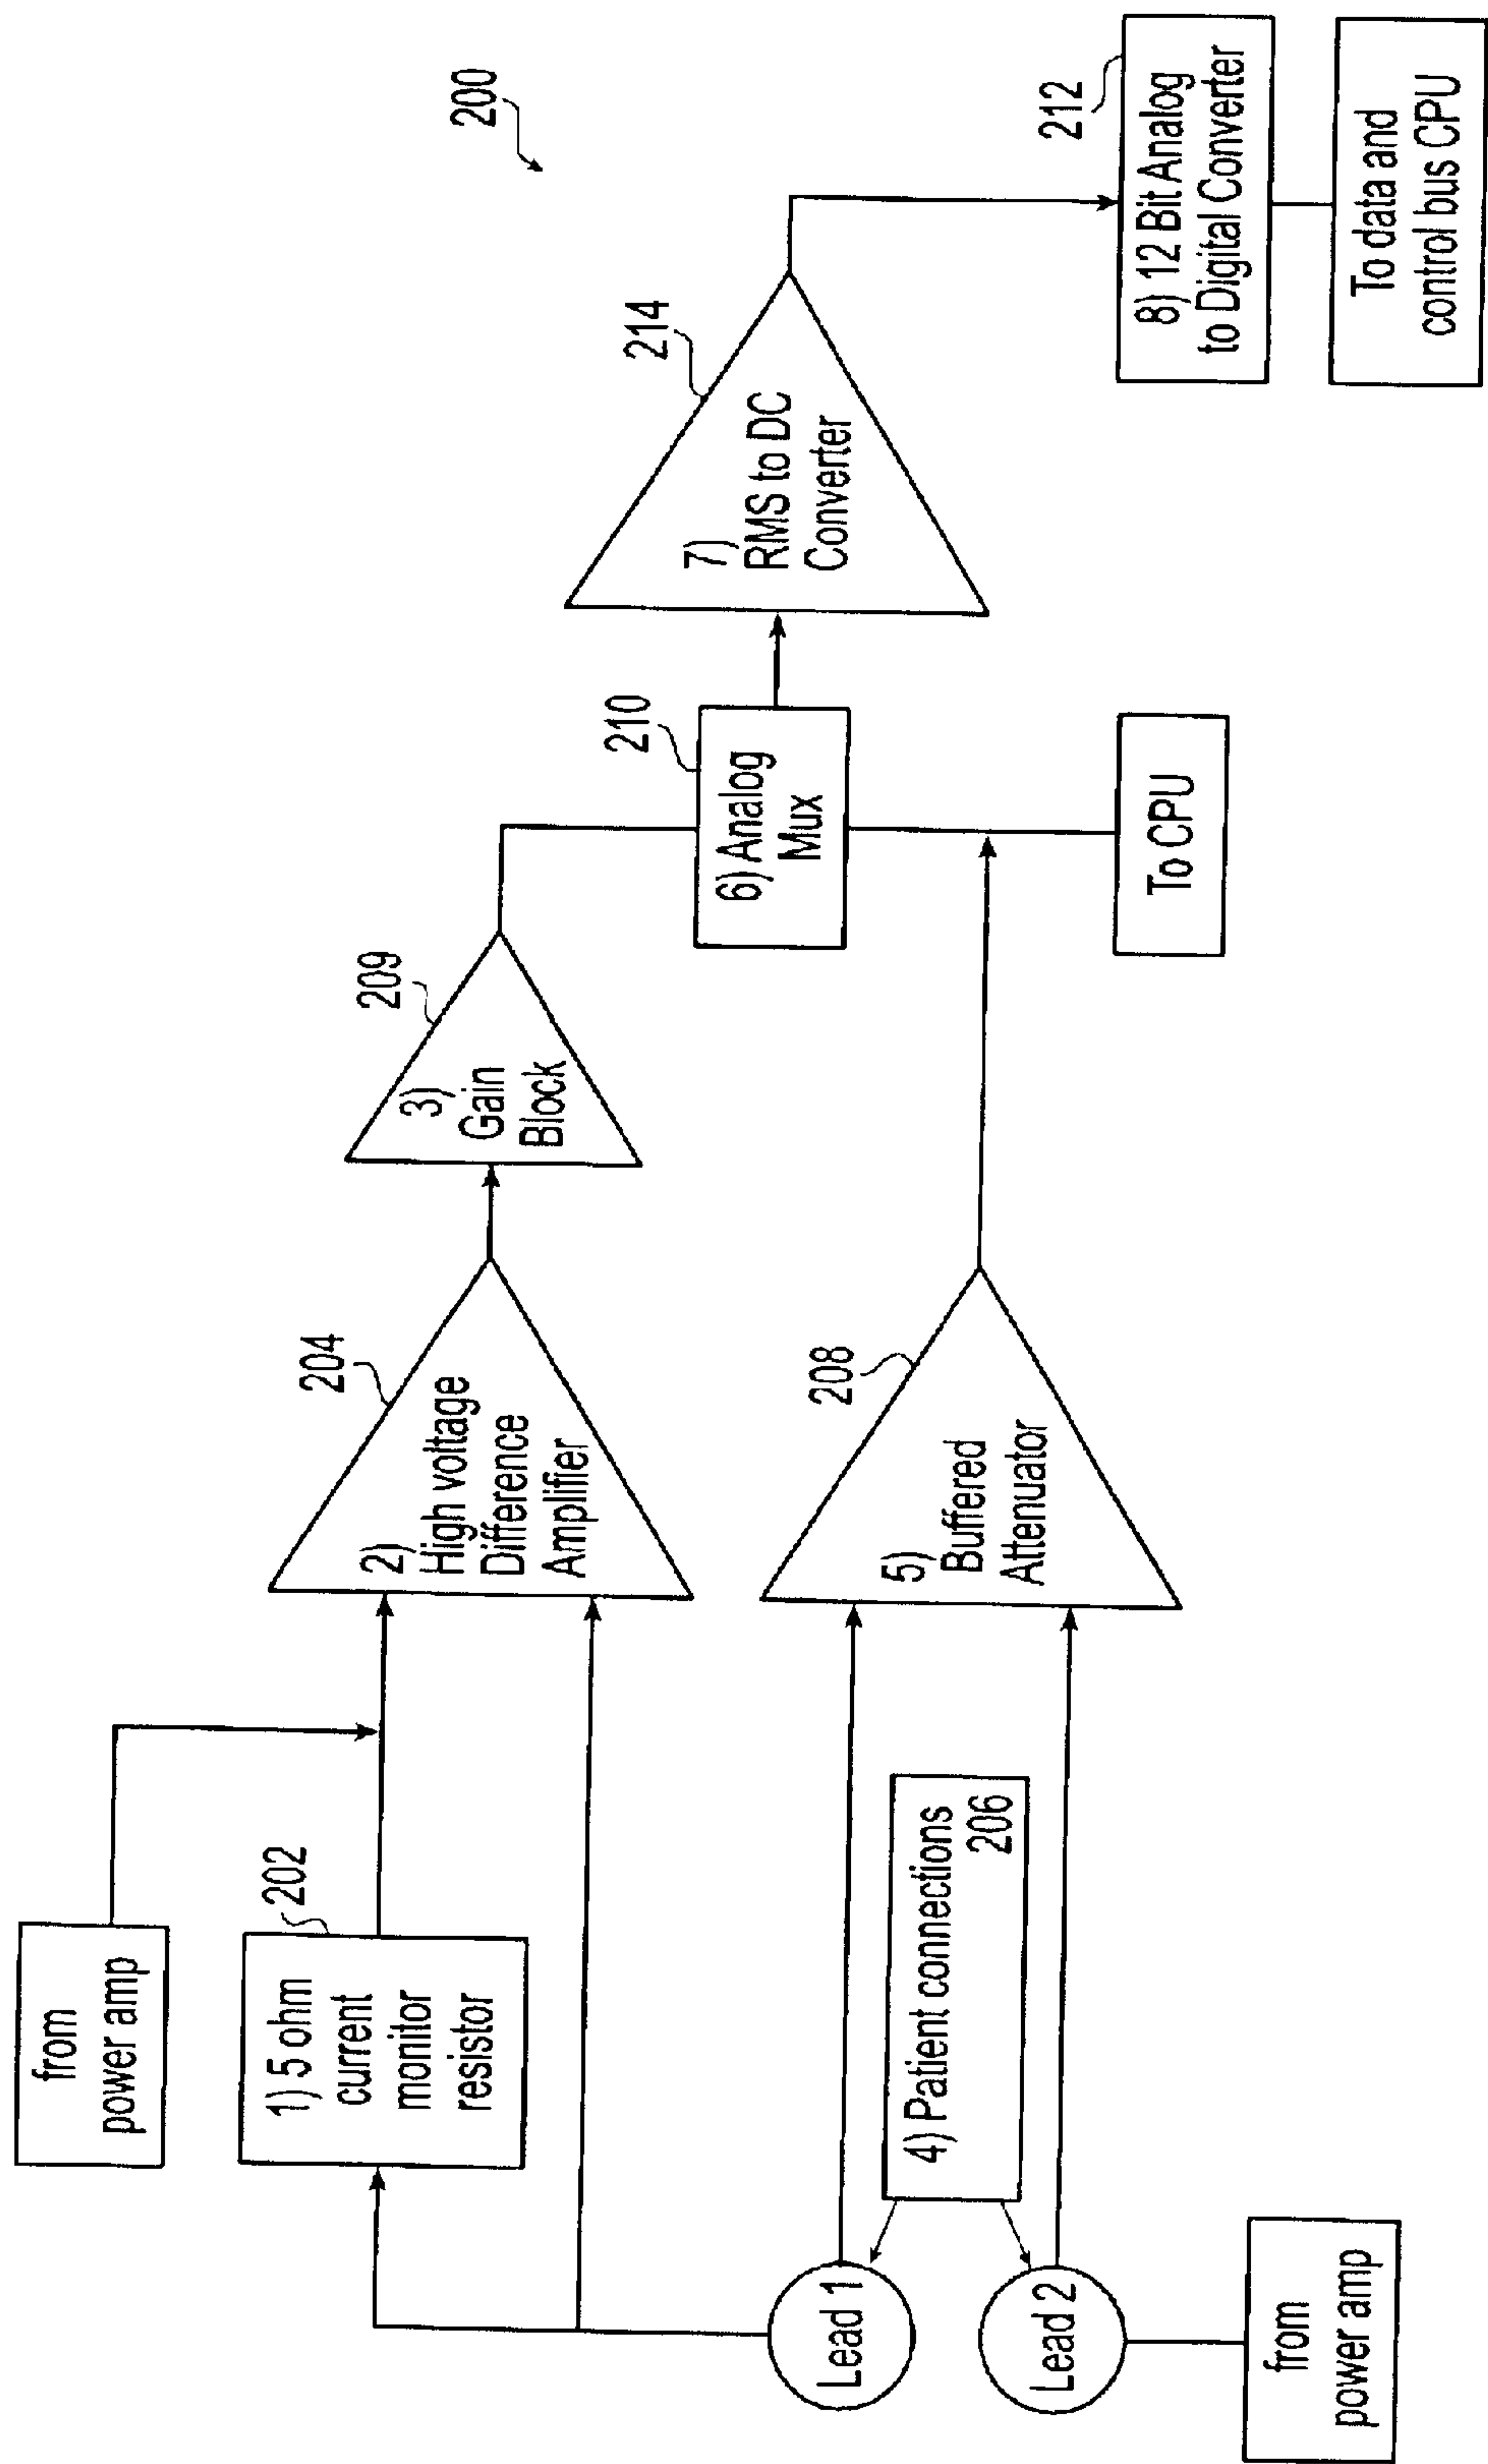 200
from
power amp
202
1) 5 ohm
current
monitor
resistor
204
2)
High voltage
Difference
Amplifier
209
3)
Gain
Block
Lead 1
Lead 2
4) Patient connections
206
from
power amp
208
5)
Buffered
Attenuator
210
6) Analog
Mux
To CPU
214
7)
RMS to DC
Converter
212
8) 12 Bit Analog
to Digital Converter
To data and
control bus CPU